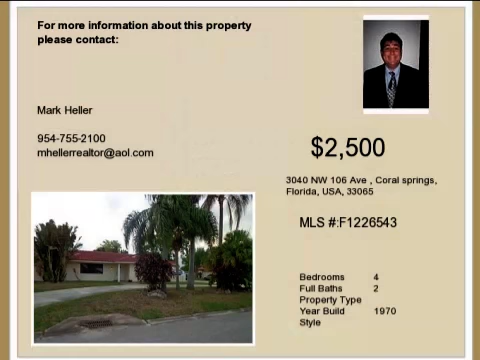 For more information about this property
please contact:
Mark Heller
954-755-2100
mhellerrealtor@aol.com
$2,500
3040 NW 106 Ave , Coral springs,
Florida, USA, 33065
MLS #:F1226543
Bedrooms 4
Full Baths 2
Property Type
Year Build 1970
Style